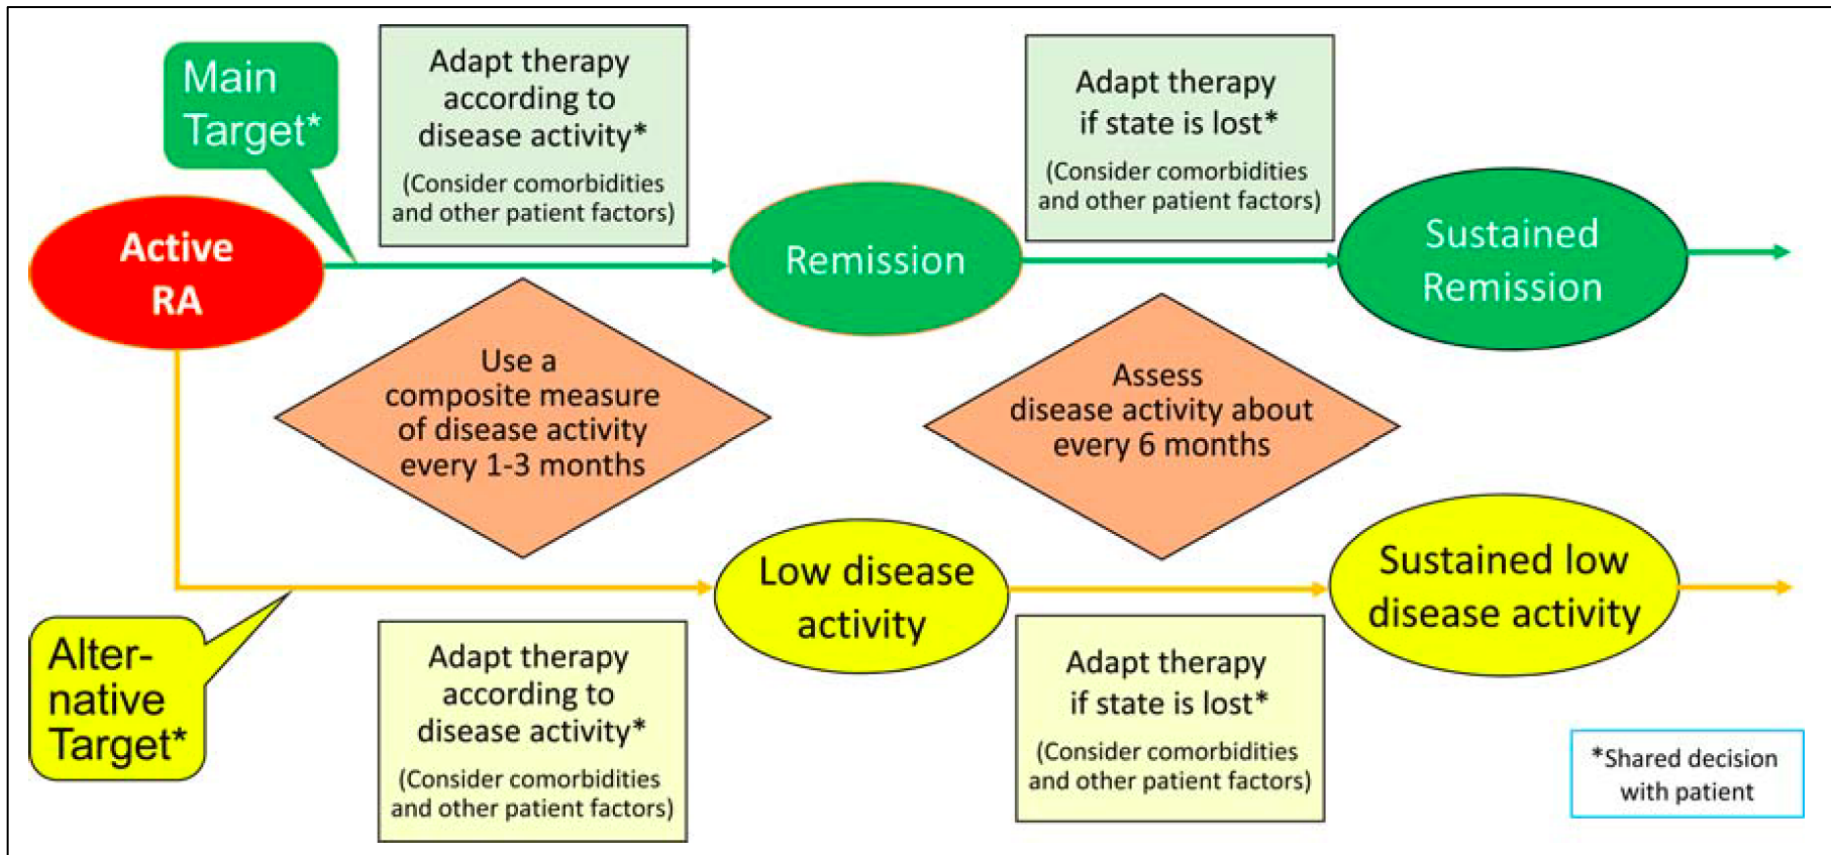 Main
Target*
Adapt therapy
according to
disease activity*
(Consider comorbidities
and other patient factors)
Adapt therapy
if state is lost*
(Consider comorbidities
and other patient factors)
Active
RA
Remission
Sustained
Remission
Use a
composite measure
of disease activity
every 1-3 months
Assess
disease activity about
every 6 months
Low disease
activity
Sustained low
disease activity
Alter-
native
Target*
Adapt therapy
according to
disease activity*
(Consider comorbidities
and other patient factors)
Adapt therapy
if state is lost*
(Consider comorbidities
and other patient factors)
*Shared decision
with patient